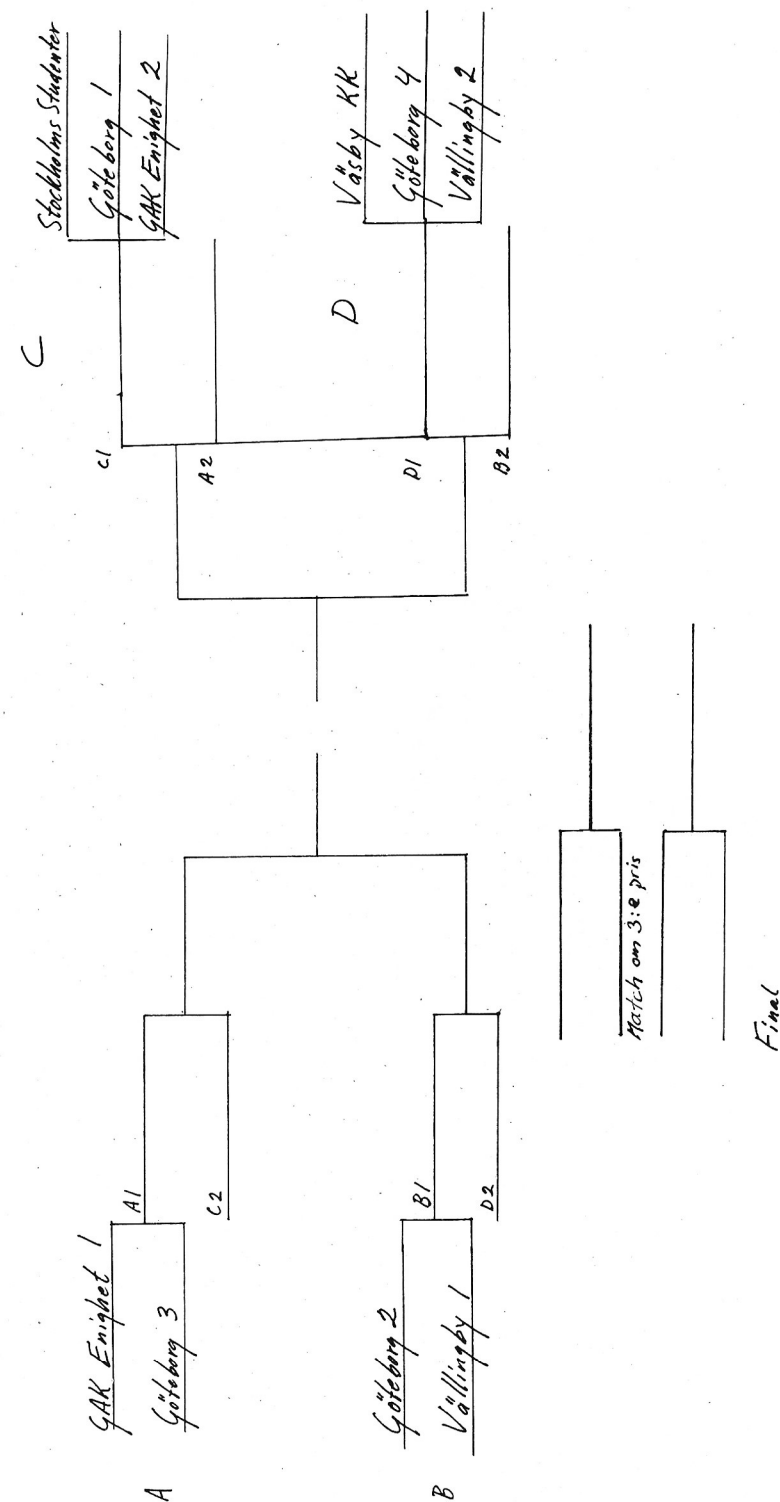 A
GAK Enighet 1
Göteborg 3
A1
C2
B
Göteborg 2
Vällingby 1
B1
D2
C
Stockholms Studenter
Göteborg 1
GAK Enighet 2
C1
A2
D
Väsby KK
Göteborg 4
Vällingby 2
D1
B2
Match om 3:e pris
Final